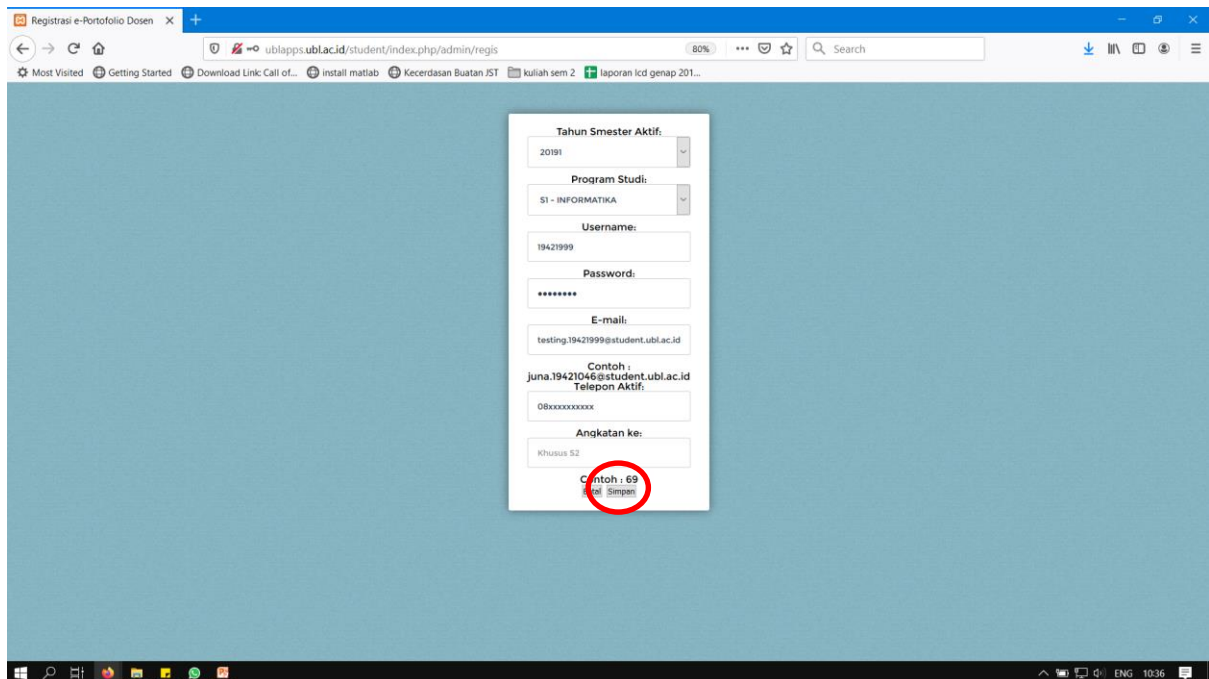 Registrasi e-Portofolio Dosen
ublapps.ubl.ac.id/student/index.php/admin/regis
80%
Search
Most Visited Getting Started Download Link: Call of... install matlab Kecerdasan Buatan JST kuliah sem 2 laporan lcd genap 201...
Tahun Smester Aktif:
20191
Program Studi:
S1 - INFORMATIKA
Username:
19421999
Password:
••••••••
E-mail:
testing.19421999@student.ubl.ac.id
Contoh :
juna.19421046@student.ubl.ac.id
Telepon Aktif:
08xxxxxxxxxx
Angkatan ke:
Khusus 52
Contoh : 69
Simpan
ENG 10:36